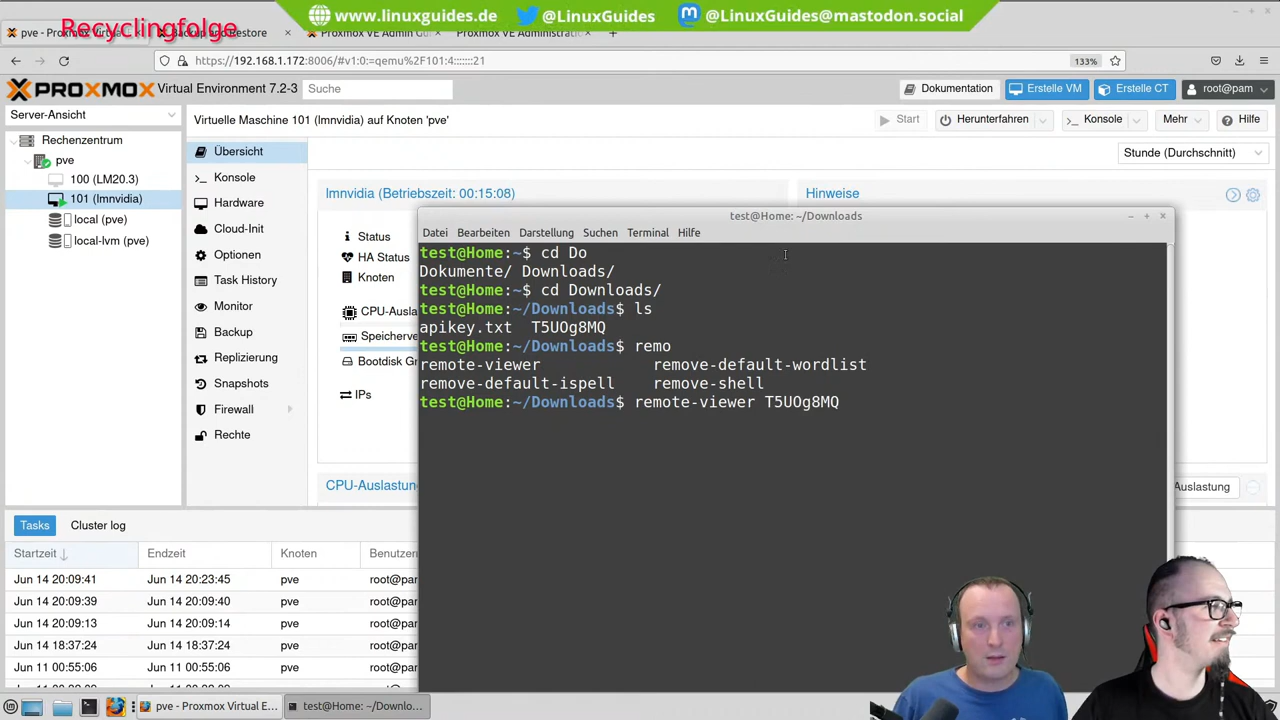 www.linuxguides.de @LinuxGuides @LinuxGuides@mastodon.social
Recyclingfolge
pve - Proxmox Virtual
Backup and Restore
Proxmox VE Admin Gui
Proxmox VE Administratio
https://192.168.1.172:8006/#v1:0:=qemu%2F101:4:::::::21
133%
PROXMOX Virtual Environment 7.2-3
Suche
Dokumentation
Erstelle VM
Erstelle CT
root@pam
Server-Ansicht
Virtuelle Maschine 101 (lmnvidia) auf Knoten 'pve'
Start
Herunterfahren
Konsole
Mehr
Hilfe
Rechenzentrum
pve
100 (LM20.3)
101 (lmnvidia)
local (pve)
local-lvm (pve)
Übersicht
Konsole
Hardware
Cloud-Init
Optionen
Task History
Monitor
Backup
Replizierung
Snapshots
Firewall
Rechte
Stunde (Durchschnitt)
lmnvidia (Betriebszeit: 00:15:08)
Hinweise
Status
HA Status
Knoten
CPU-Auslas
Speicherve
Bootdisk Gr
IPs
CPU-Auslastun
Auslastung
test@Home: ~/Downloads
Datei Bearbeiten Darstellung Suchen Terminal Hilfe
test@Home:~$ cd Do
Dokumente/ Downloads/
test@Home:~$ cd Downloads/
test@Home:~/Downloads$ ls
apikey.txt T5UOg8MQ
test@Home:~/Downloads$ remo
remote-viewer remove-default-wordlist
remove-default-ispell remove-shell
test@Home:~/Downloads$ remote-viewer T5UOg8MQ
Tasks Cluster log
Startzeit Endzeit Knoten Benutzer
Jun 14 20:09:41 Jun 14 20:23:45 pve root@pam
Jun 14 20:09:39 Jun 14 20:09:40 pve root@pam
Jun 14 20:09:13 Jun 14 20:09:14 pve root@pam
Jun 14 18:37:24 Jun 14 18:37:24 pve root@pam
Jun 11 00:55:06 Jun 11 00:55:06 pve root@pam
pve - Proxmox Virtual E...
test@Home: ~/Downlo...